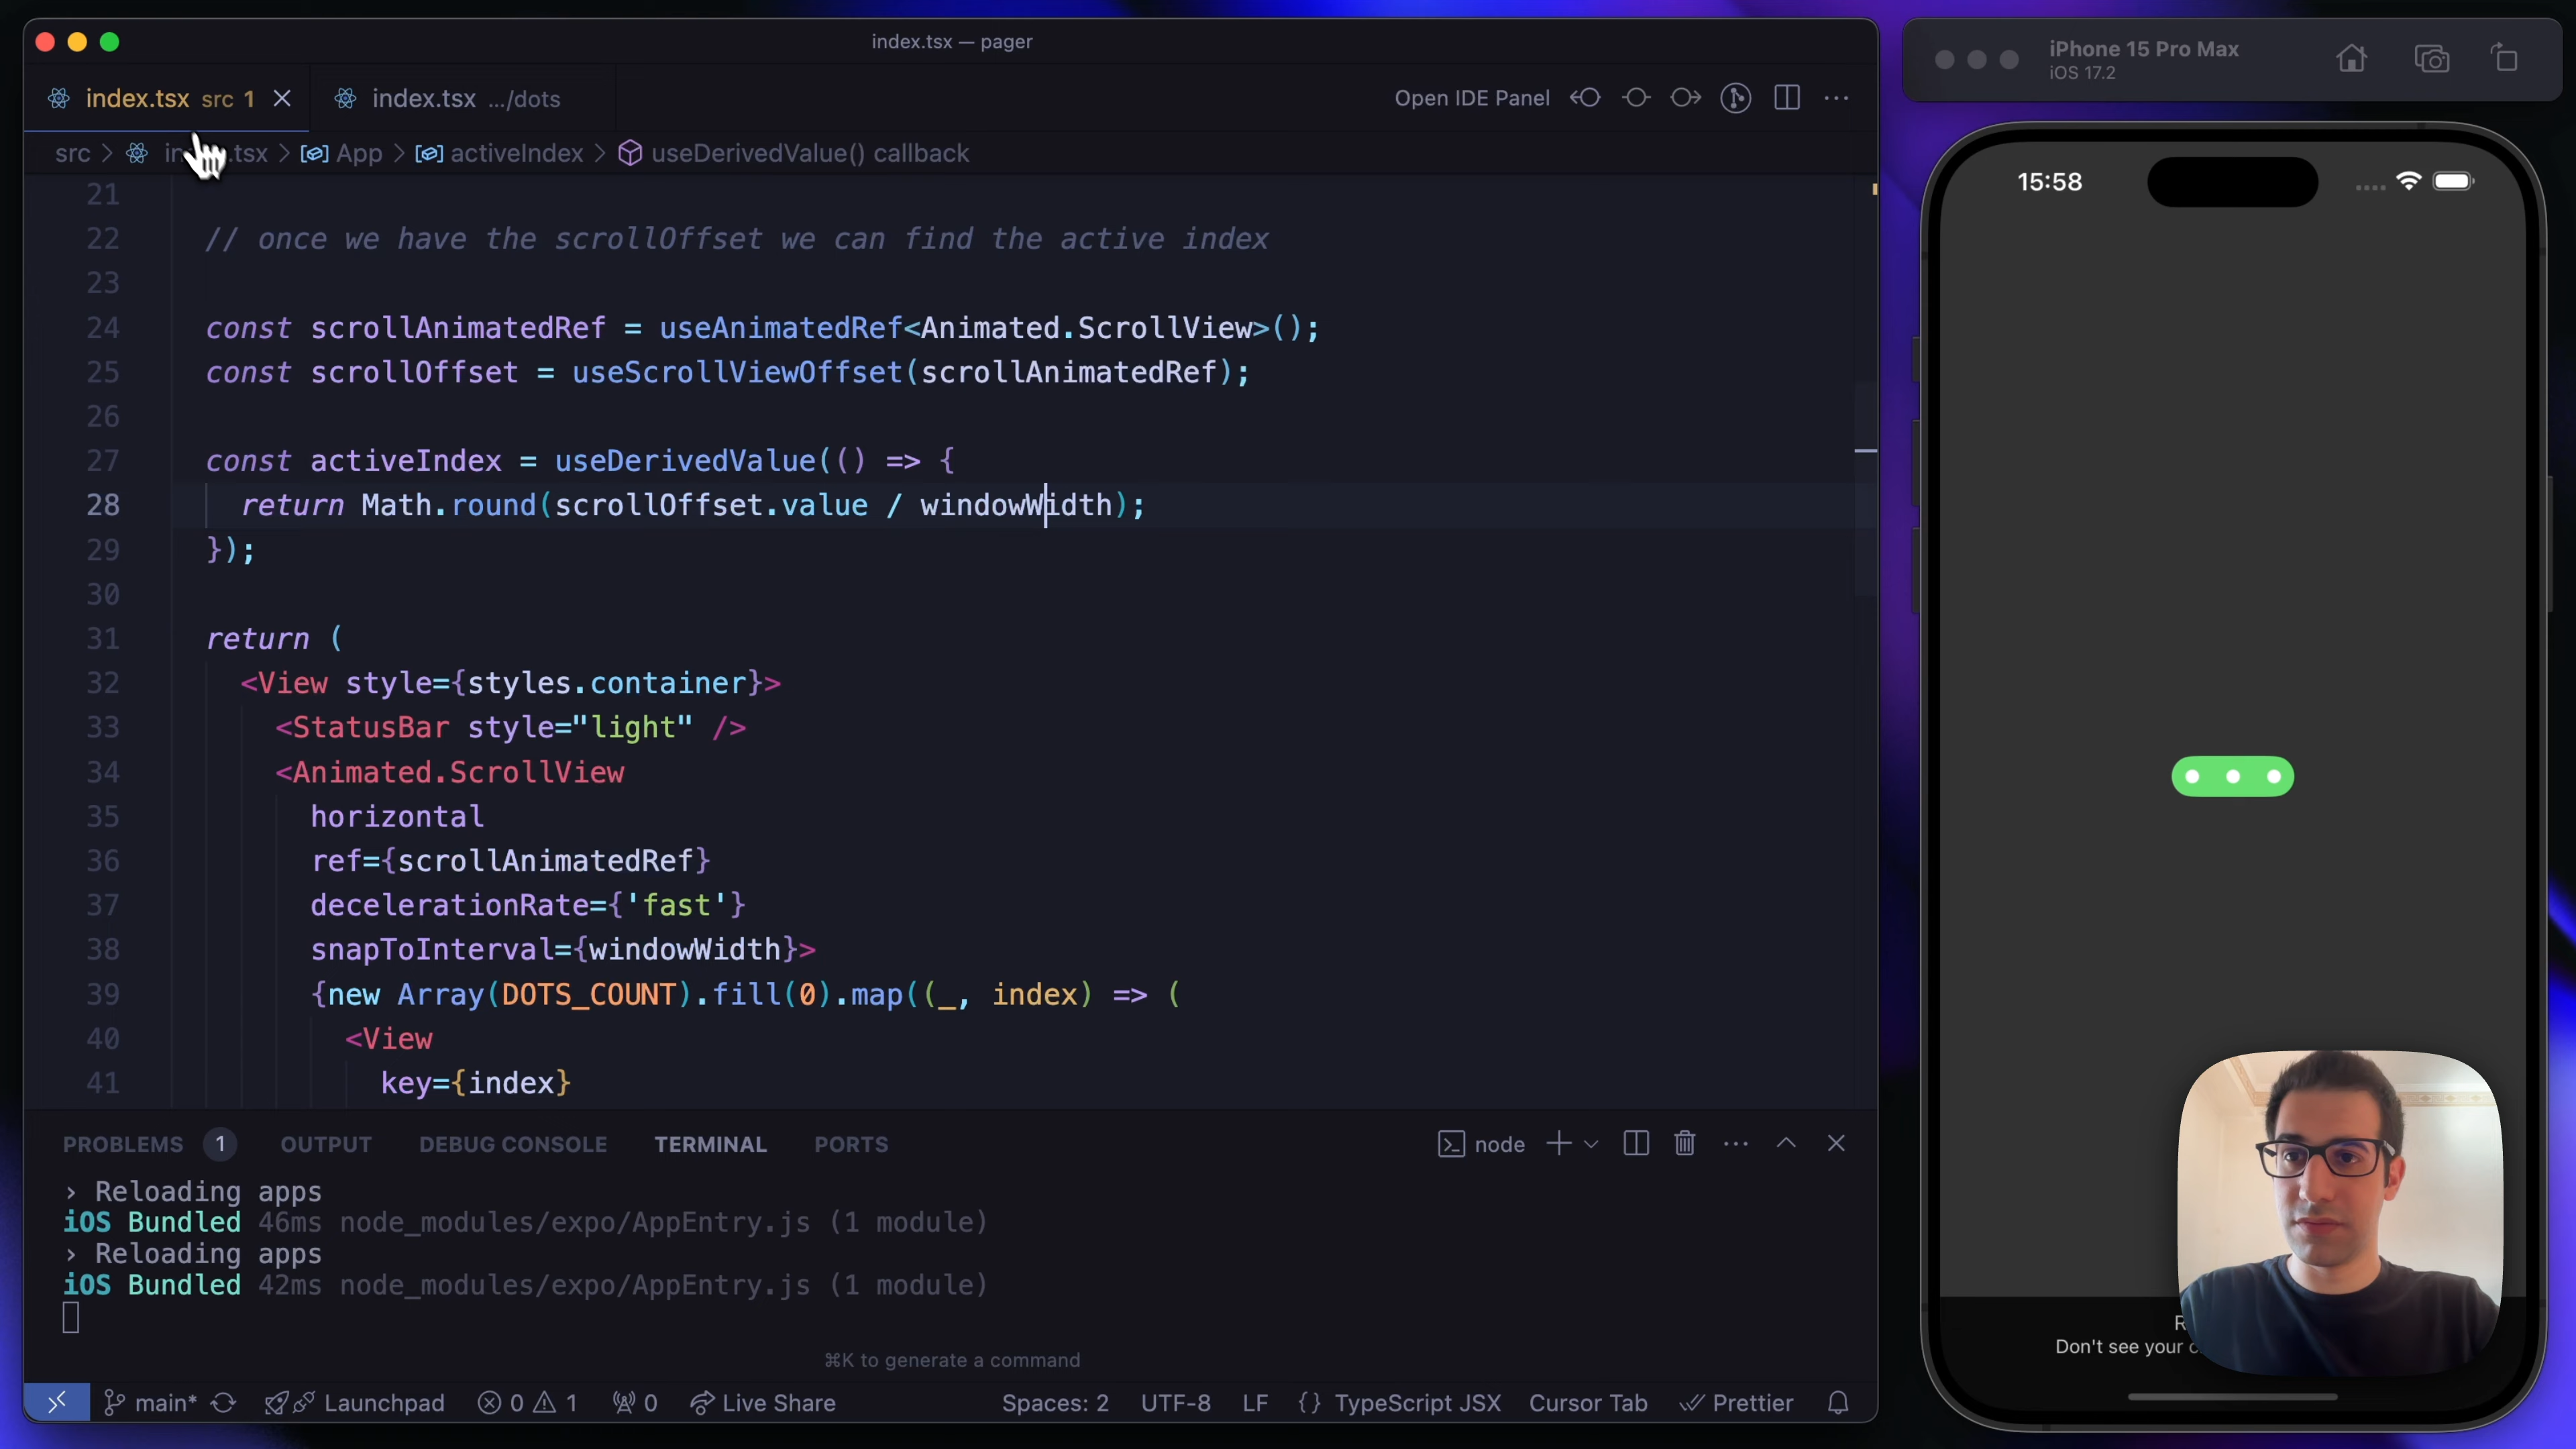 index.tsx — pager
index.tsx src 1
index.tsx .../dots
Open IDE Panel
src > index.tsx > App > activeIndex > useDerivedValue() callback
21
22 // once we have the scrollOffset we can find the active index
23
24 const scrollAnimatedRef = useAnimatedRef<Animated.ScrollView>();
25 const scrollOffset = useScrollViewOffset(scrollAnimatedRef);
26
27 const activeIndex = useDerivedValue(() => {
28 return Math.round(scrollOffset.value / windowWidth);
29 });
30
31 return (
32 <View style={styles.container}>
33 <StatusBar style="light" />
34 <Animated.ScrollView
35 horizontal
36 ref={scrollAnimatedRef}
37 decelerationRate={'fast'}
38 snapToInterval={windowWidth}>
39 {new Array(DOTS_COUNT).fill(0).map((_, index) => (
40 <View
41 key={index}
PROBLEMS 1 OUTPUT DEBUG CONSOLE TERMINAL PORTS
node
› Reloading apps
iOS Bundled 46ms node_modules/expo/AppEntry.js (1 module)
› Reloading apps
iOS Bundled 42ms node_modules/expo/AppEntry.js (1 module)
⌘K to generate a command
main* Launchpad 0 1 0 Live Share Spaces: 2 UTF-8 LF {} TypeScript JSX Cursor Tab Prettier
iPhone 15 Pro Max
iOS 17.2
15:58
Don't see your